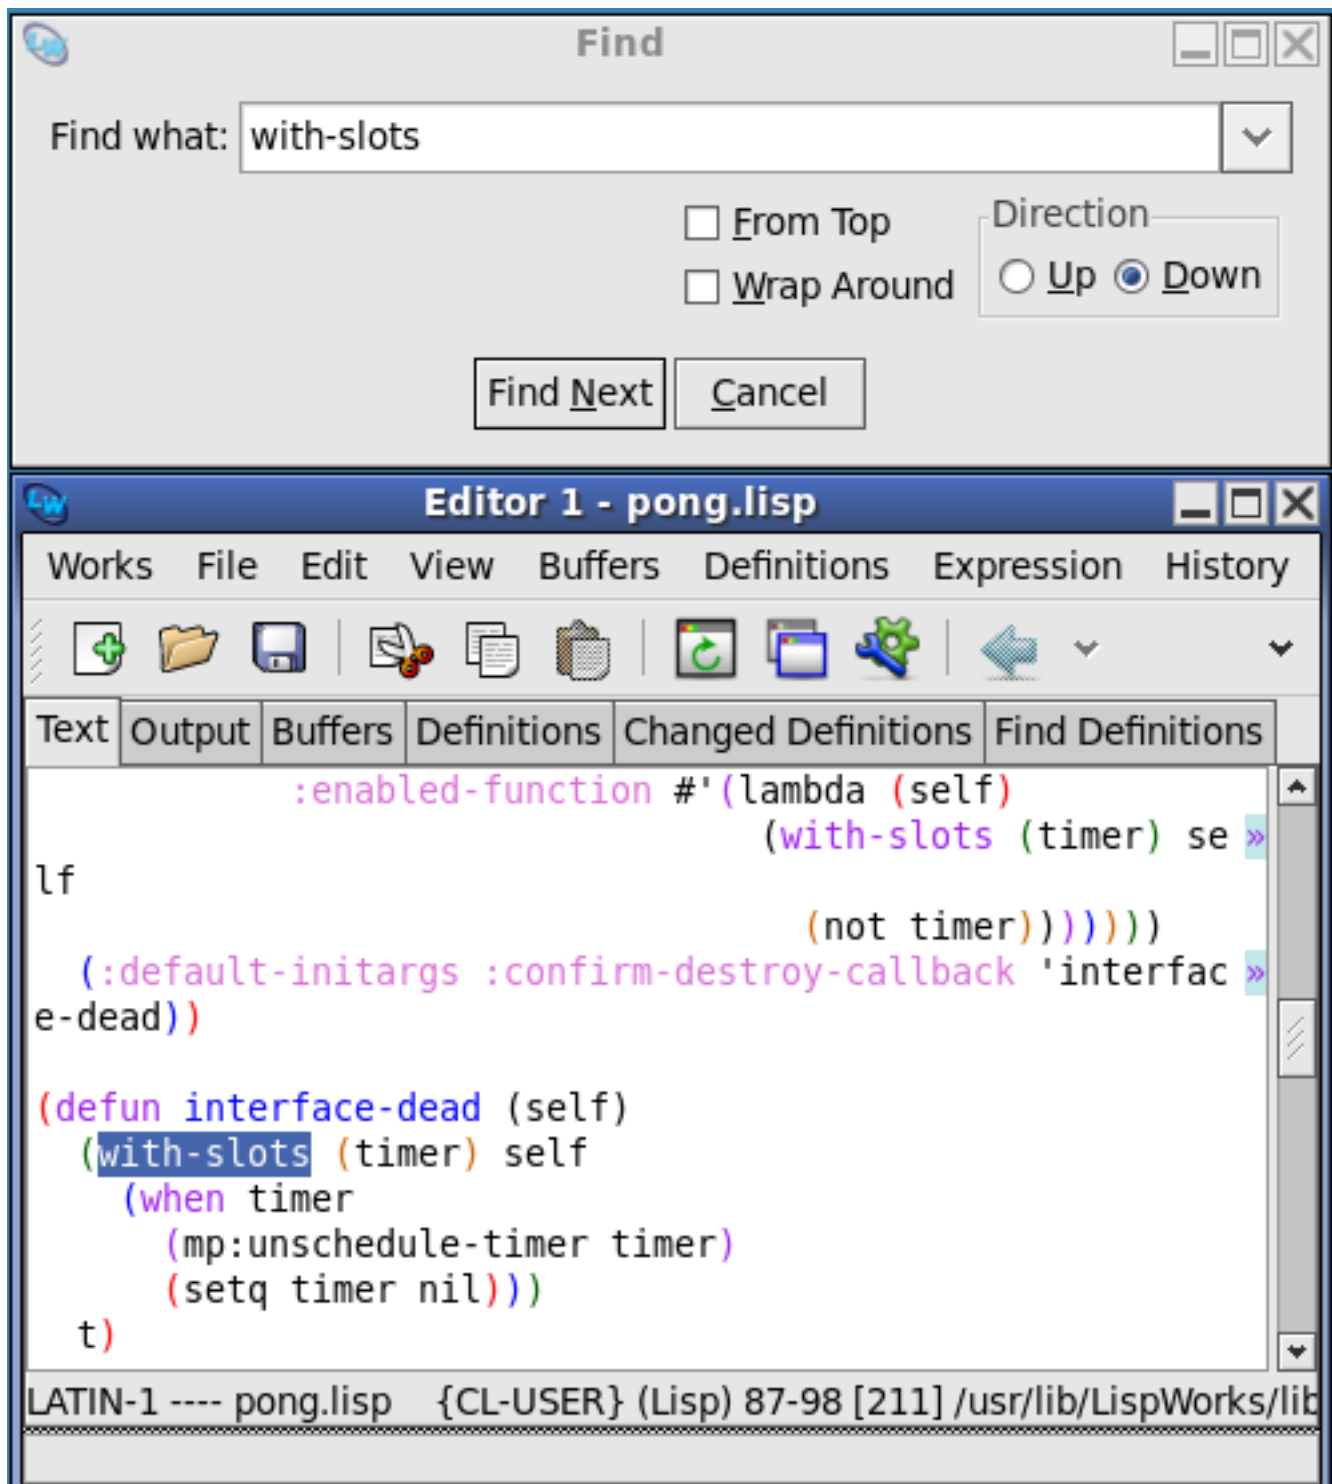 Find
Find what: with-slots
From Top
Direction
Wrap Around
Up Down
Find Next Cancel
Editor 1 - pong.lisp
Works File Edit View Buffers Definitions Expression History
Text Output Buffers Definitions Changed Definitions Find Definitions
:enabled-function #'(lambda (self)
(with-slots (timer) se »
lf
(not timer)))))))
(:default-initargs :confirm-destroy-callback 'interfac »
e-dead))
(defun interface-dead (self)
(with-slots (timer) self
(when timer
(mp:unschedule-timer timer)
(setq timer nil)))
t)
LATIN-1 ---- pong.lisp {CL-USER} (Lisp) 87-98 [211] /usr/lib/LispWorks/lib